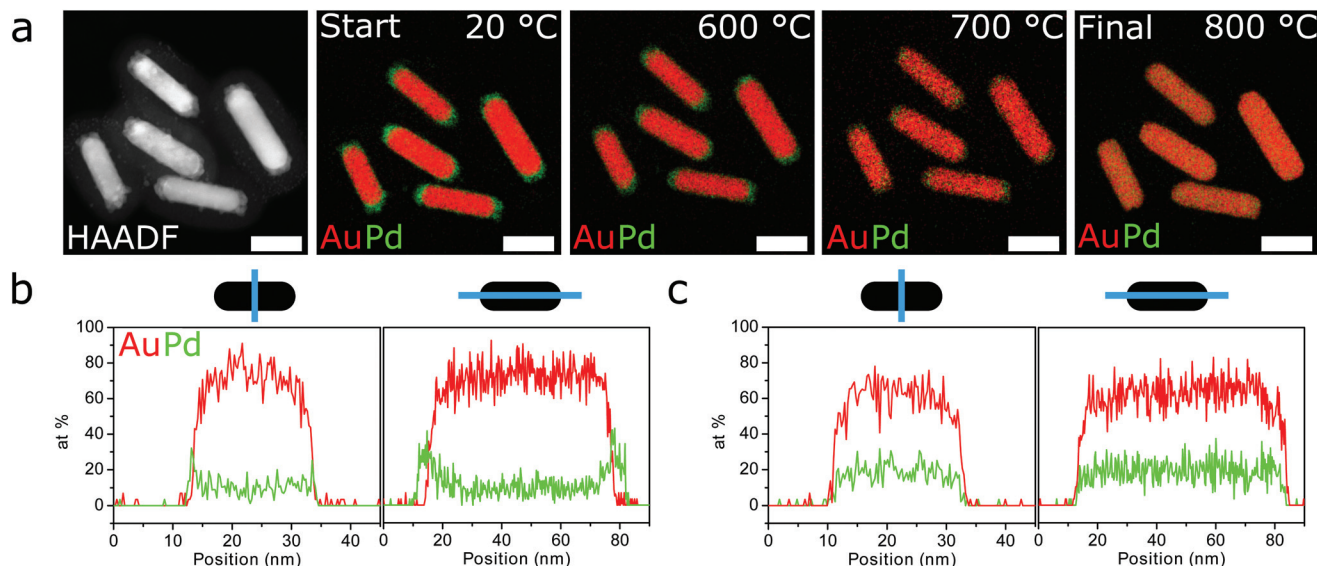 a
HAADF
Start 20 °C
AuPd
600 °C
AuPd
700 °C
AuPd
Final 800 °C
AuPd
b
AuPd
at %
100
80
60
40
20
0
0 10 20 30 40
Position (nm)
0 20 40 60 80
Position (nm)
c
at %
100
80
60
40
20
0
0 10 20 30 40
Position (nm)
0 20 40 60 80
Position (nm)